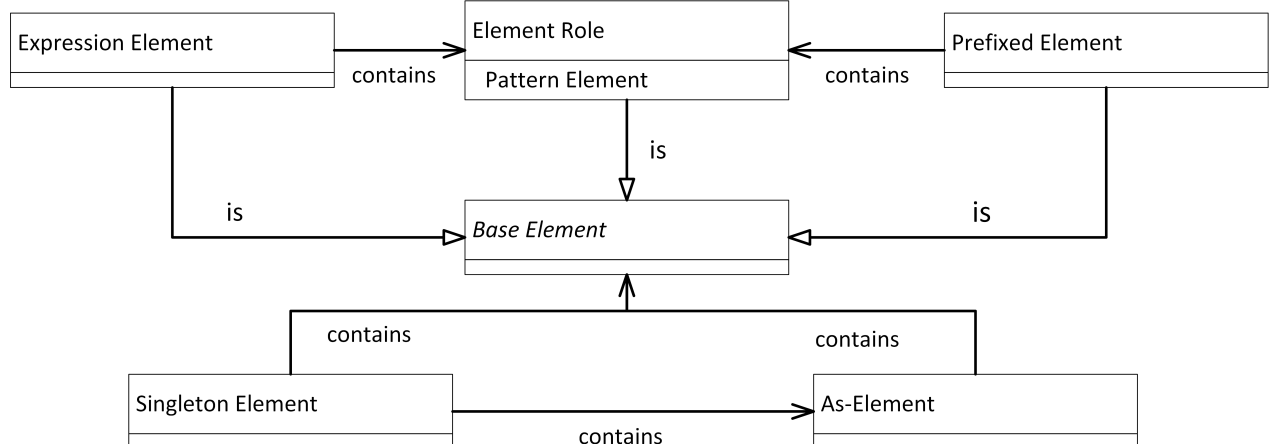 Expression Element
contains
Element Role
Pattern Element
contains
Prefixed Element
is
is
is
Base Element
contains
contains
Singleton Element
contains
As-Element